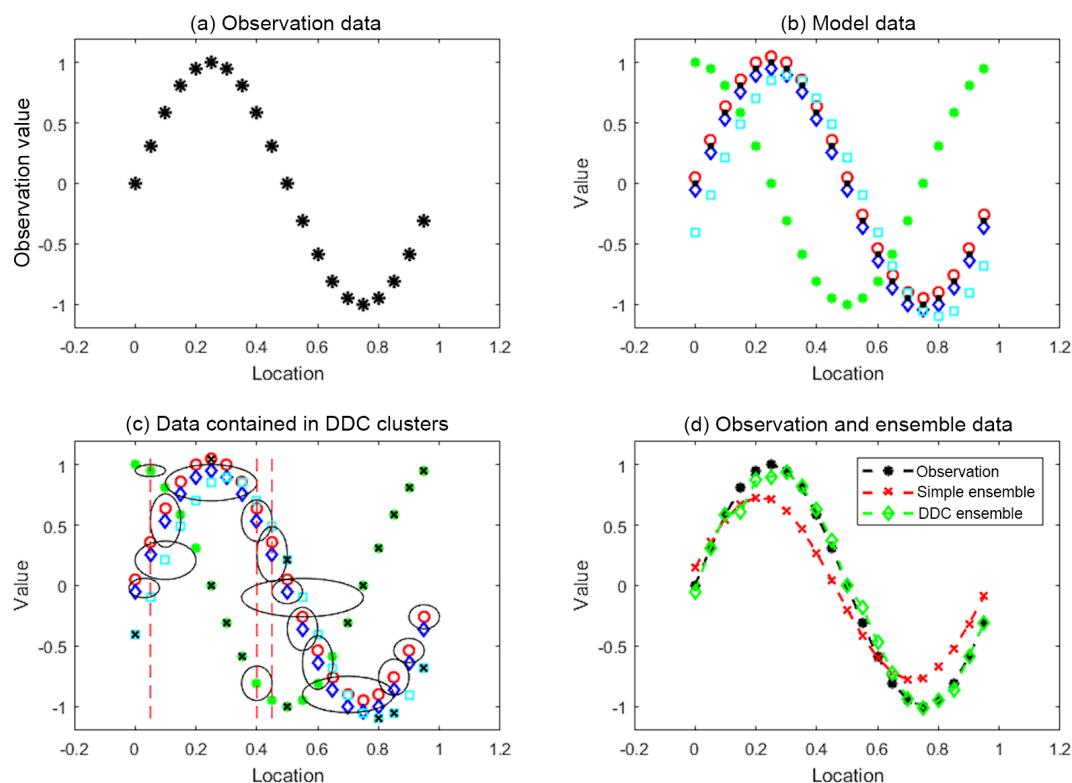 (a) Observation data
Observation value
1
0.5
0
-0.5
-1
-0.2 0 0.2 0.4 0.6 0.8 1 1.2
Location
(b) Model data
Value
1
0.5
0
-0.5
-1
-0.2 0 0.2 0.4 0.6 0.8 1 1.2
Location
(c) Data contained in DDC clusters
Value
1
0.5
0
-0.5
-1
-0.2 0 0.2 0.4 0.6 0.8 1 1.2
Location
(d) Observation and ensemble data
Value
1
0.5
0
-0.5
-1
Observation
Simple ensemble
DDC ensemble
-0.2 0 0.2 0.4 0.6 0.8 1 1.2
Location